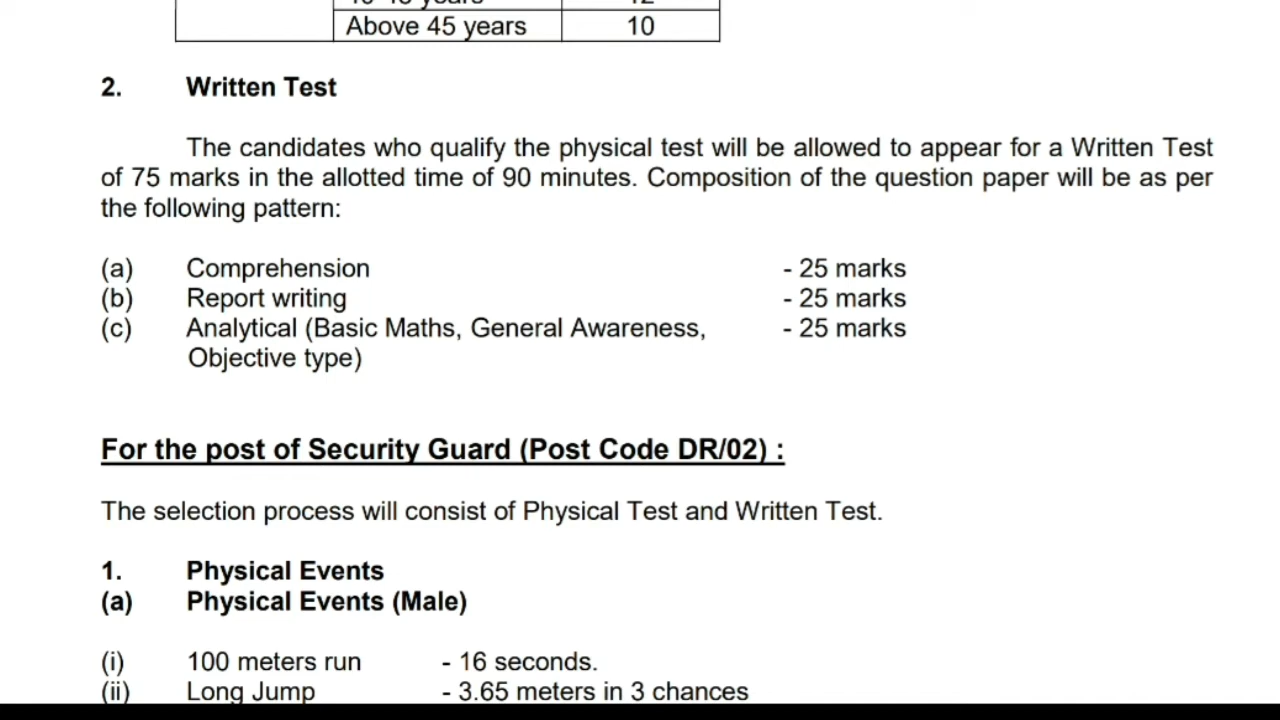 Above 45 years 10
2. Written Test
The candidates who qualify the physical test will be allowed to appear for a Written Test
of 75 marks in the allotted time of 90 minutes. Composition of the question paper will be as per
the following pattern:
(a) Comprehension - 25 marks
(b) Report writing - 25 marks
(c) Analytical (Basic Maths, General Awareness, - 25 marks
Objective type)
For the post of Security Guard (Post Code DR/02) :
The selection process will consist of Physical Test and Written Test.
1. Physical Events
(a) Physical Events (Male)
(i) 100 meters run - 16 seconds.
(ii) Long Jump - 3.65 meters in 3 chances